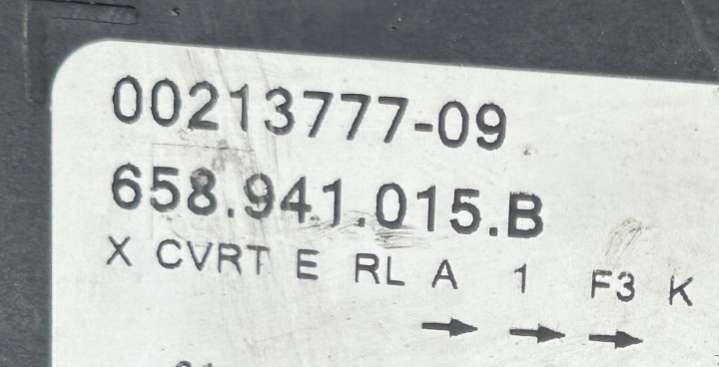 00213777-09
658.941.015.B
X CVRT E RL A 1 F3 K
→ → →